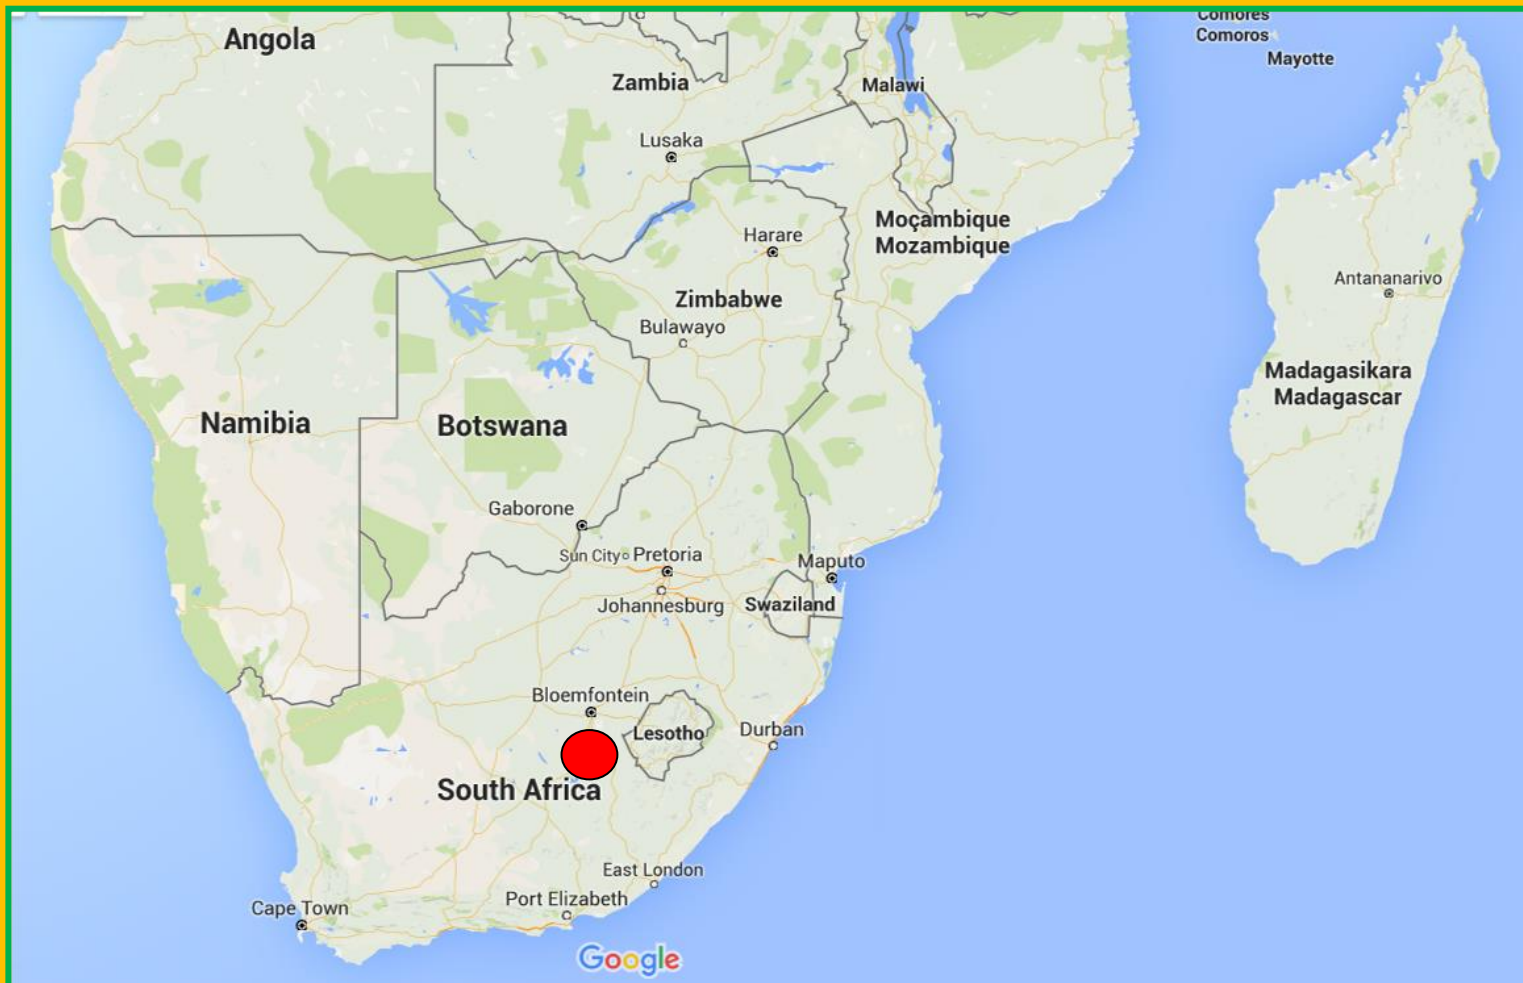 Comores
Comoros
Mayotte
Angola
Zambia
Malawi
Lusaka
Moçambique
Mozambique
Harare
Antananarivo
Zimbabwe
Bulawayo
Madagasikara
Madagascar
Namibia
Botswana
Gaborone
Sun City
Pretoria
Maputo
Johannesburg
Swaziland
Bloemfontein
Lesotho
Durban
South Africa
East London
Port Elizabeth
Cape Town
Google